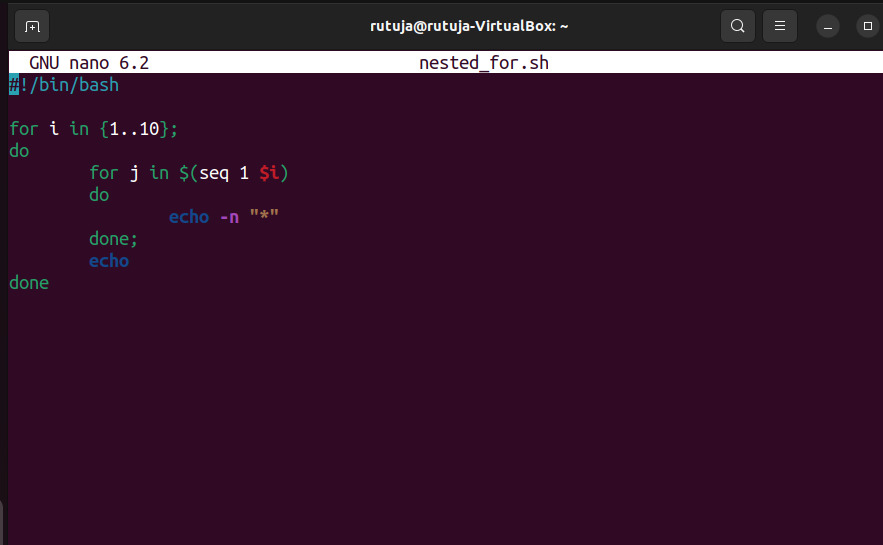 rutuja@rutuja-VirtualBox: ~
GNU nano 6.2 nested_for.sh
#!/bin/bash
for i in {1..10};
do
for j in $(seq 1 $i)
do
echo -n "*"
done;
echo
done